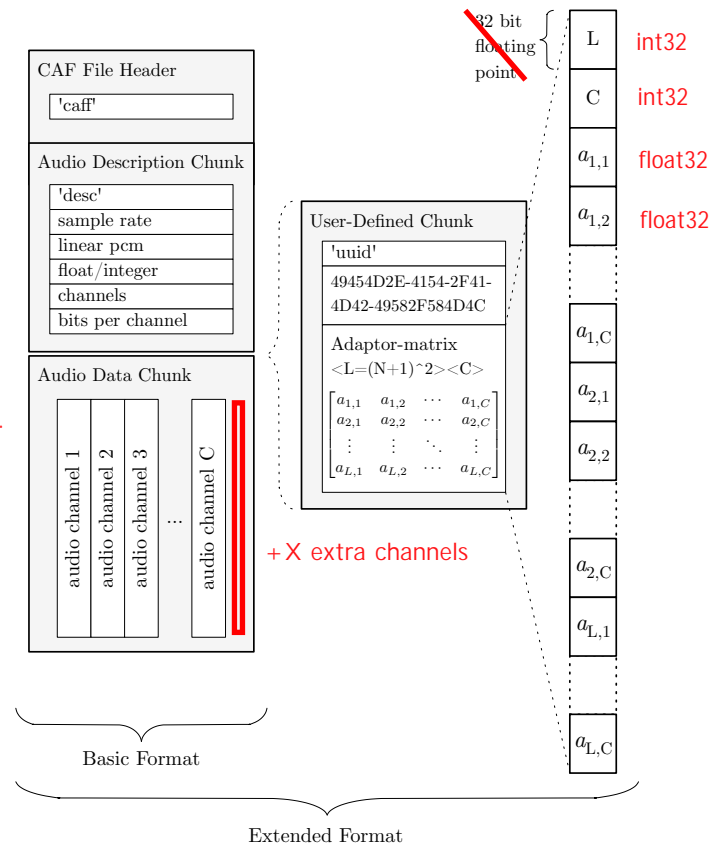 CAF File Header
'caff'
Audio Description Chunk
'desc'
sample rate
linear pcm
float/integer
channels
bits per channel
Audio Data Chunk
audio channel 1
audio channel 2
audio channel 3
...
audio channel C
+X extra channels
Basic Format
User-Defined Chunk
'uuid'
49454D2E-4154-2F41-
4D42-49582F584D4C
Adaptor-matrix
<L=(N+1)^2><C>
a1,1 a1,2 ⋯ a1,C
a2,1 a2,2 ⋯ a2,C
⋮ ⋮ ⋱ ⋮
aL,1 aL,2 ⋯ aL,C
32 bit
floating
point
L int32
C int32
a1,1 float32
a1,2 float32
a1,C
a2,1
a2,2
a2,C
aL,1
aL,C
Extended Format